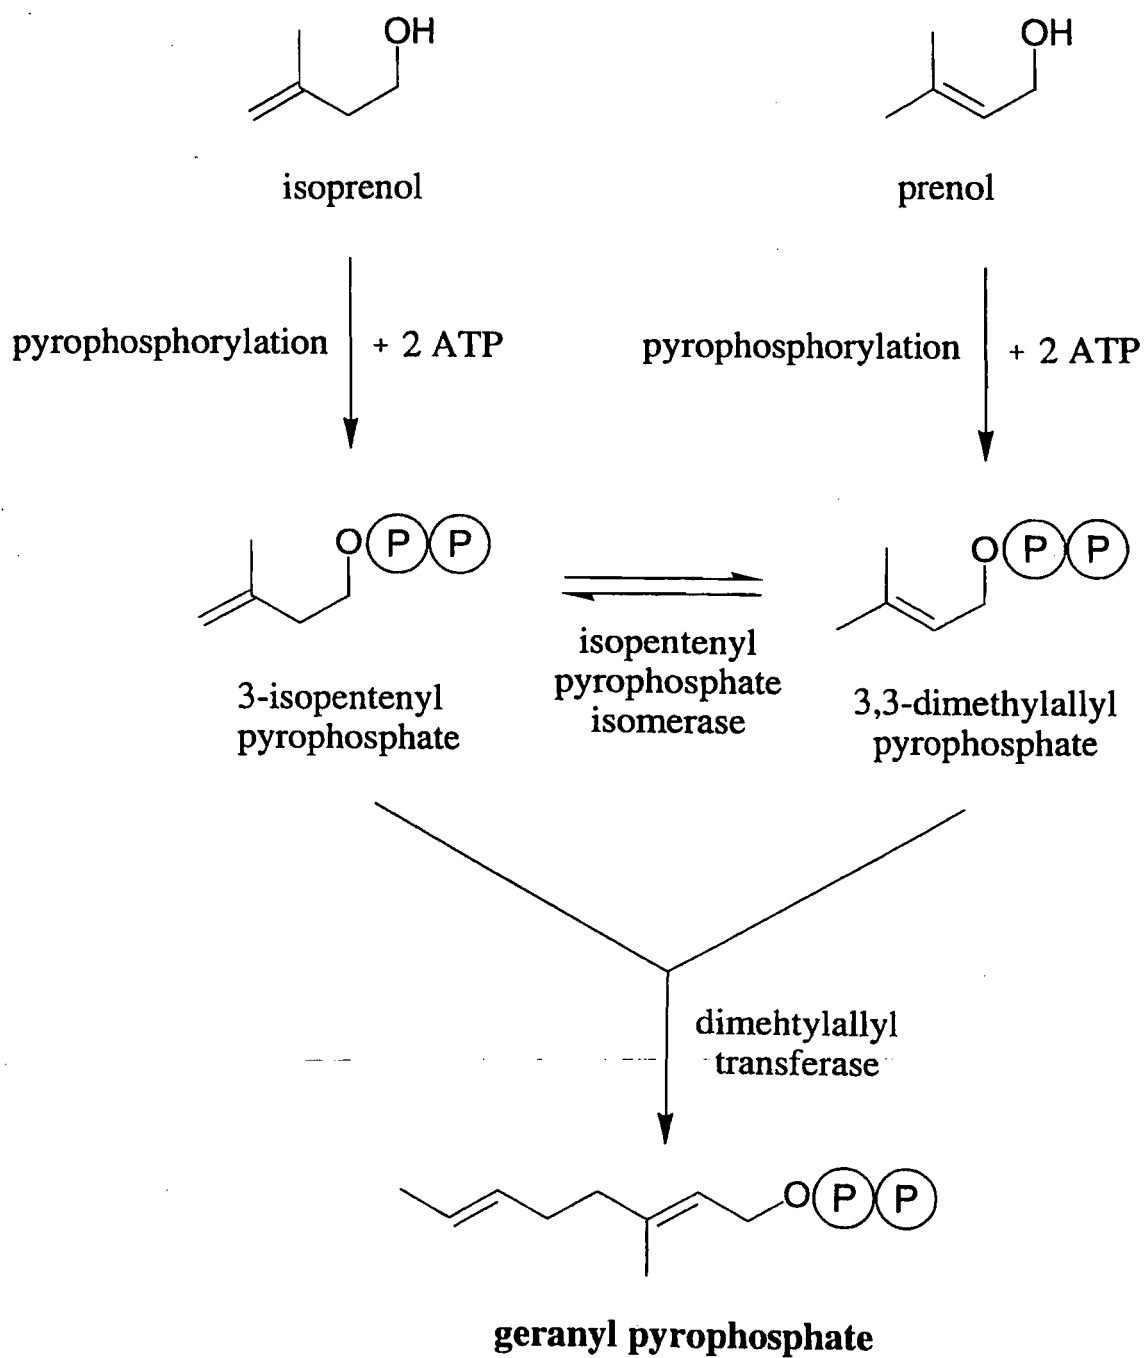 OH
OH
isoprenol
prenol
pyrophosphorylation
+ 2 ATP
pyrophosphorylation
+ 2 ATP
O P P
O P P
isopentenyl
pyrophosphate
isomerase
3-isopentenyl
pyrophosphate
3,3-dimethylallyl
pyrophosphate
dimehtylallyl
transferase
O P P
geranyl pyrophosphate